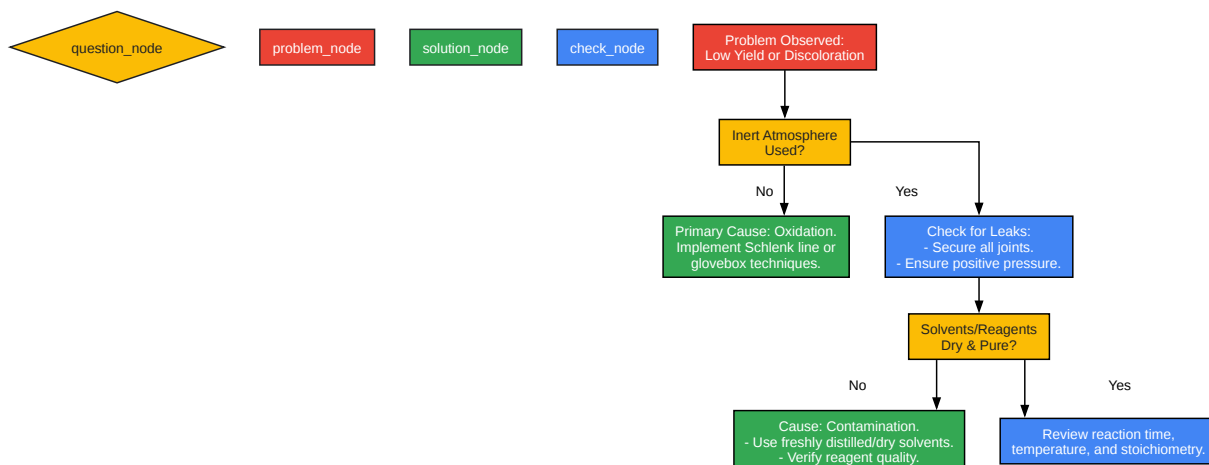 question_node
problem_node
solution_node
check_node
Problem Observed:
Low Yield or Discoloration
Inert Atmosphere
Used?
No
Yes
Primary Cause: Oxidation.
Implement Schlenk line or
glovebox techniques.
Check for Leaks:
- Secure all joints.
- Ensure positive pressure.
Solvents/Reagents
Dry & Pure?
No
Yes
Cause: Contamination.
- Use freshly distilled/dry solvents.
- Verify reagent quality.
Review reaction time,
temperature, and stoichiometry.